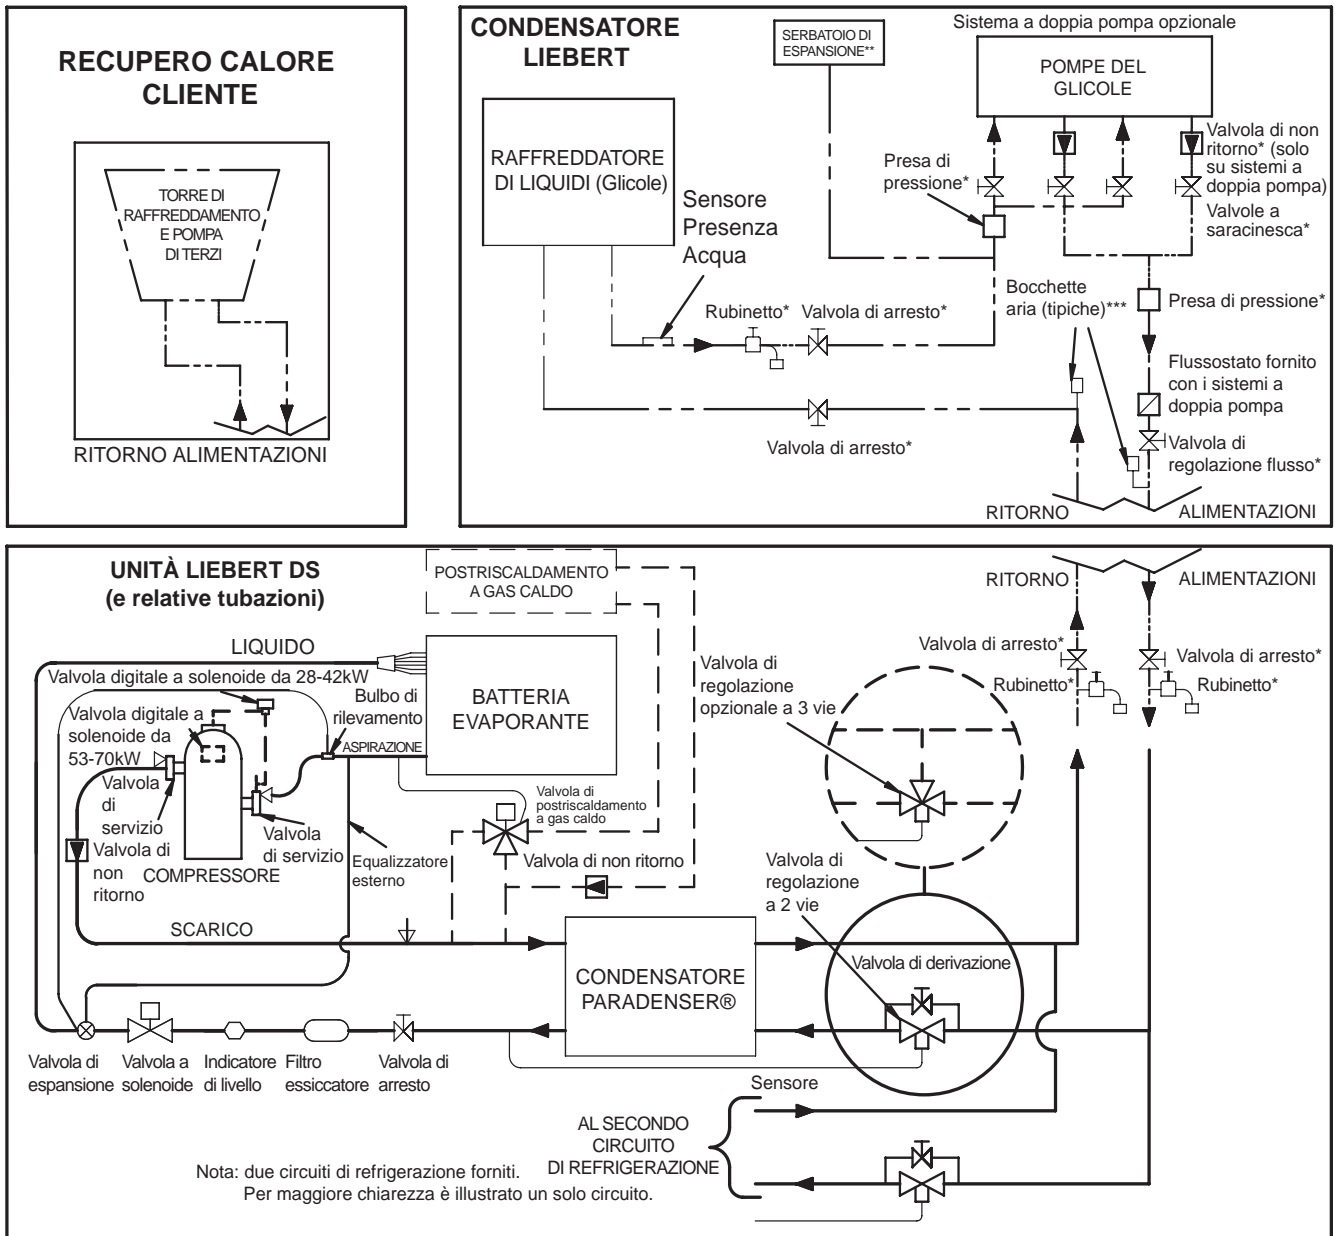 RECUPERO CALORE
CLIENTE
TORRE DI
RAFFREDDAMENTO
E POMPA
DI TERZI
RITORNO ALIMENTAZIONI
CONDENSATORE
LIEBERT
SERBATOIO DI
ESPANSIONE**
Sistema a doppia pompa opzionale
POMPE DEL
GLICOLE
RAFFREDDATORE
DI LIQUIDI (Glicole)
Presa di
pressione*
Valvola di non
ritorno* (solo
su sistemi a
doppia pompa)
Valvole a
saracinesca*
Sensore
Presenza
Acqua
Rubinetto*
Valvola di arresto*
Bocchette
aria (tipiche)***
Presa di pressione*
Flussostato fornito
con i sistemi a
doppia pompa
Valvola di arresto*
Valvola di
regolazione flusso*
RITORNO
ALIMENTAZIONI
UNITÀ LIEBERT DS
(e relative tubazioni)
POSTRISCALDAMENTO
A GAS CALDO
RITORNO
ALIMENTAZIONI
LIQUIDO
Valvola digitale a solenoide da 28-42kW
Valvola digitale a
solenoide da
53-70kW
Bulbo di
rilevamento
ASPIRAZIONE
BATTERIA
EVAPORANTE
Valvola di
regolazione
opzionale a 3 vie
Valvola di arresto*
Rubinetto*
Valvola di arresto*
Rubinetto*
Valvola
di
servizio
Valvola di
non
ritorno
COMPRESSORE
Valvola
di servizio
Equalizzatore
esterno
Valvola di
postriscaldamento
a gas caldo
Valvola di non ritorno
Valvola di
regolazione
a 2 vie
SCARICO
CONDENSATORE
PARADENSER®
Valvola di derivazione
Valvola di
espansione
Valvola a
solenoide
Indicatore
di livello
Filtro
essiccatore
Valvola di
arresto
Sensore
AL SECONDO
CIRCUITO
DI REFRIGERAZIONE
Nota: due circuiti di refrigerazione forniti.
Per maggiore chiarezza è illustrato un solo circuito.